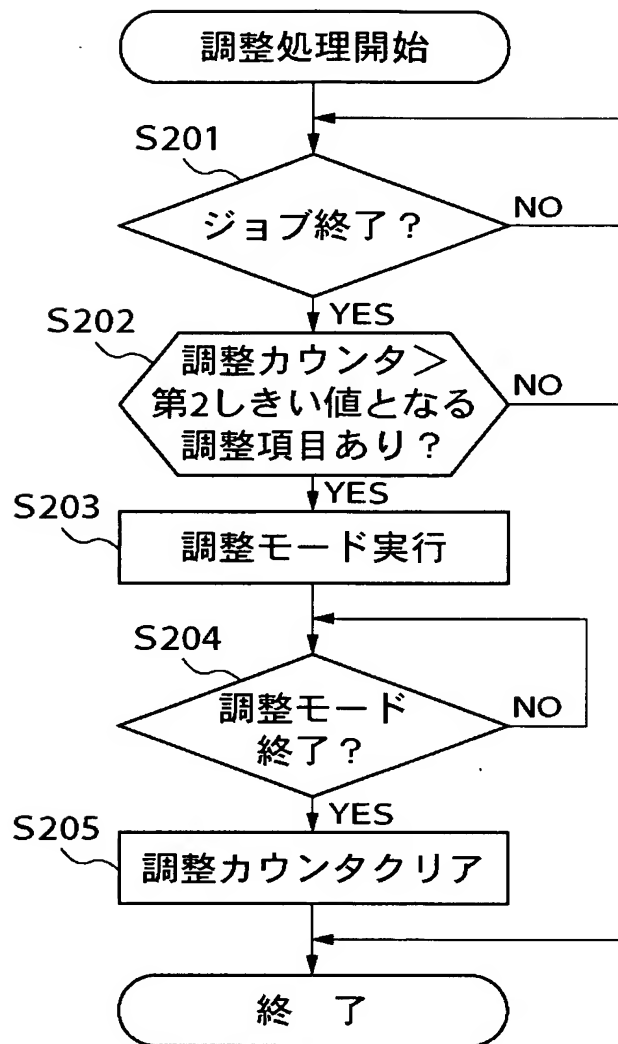 調整処理開始
S201
ジョブ終了？
NO
YES
S202
調整カウンタ＞
第2しきい値となる
調整項目あり？
NO
YES
S203
調整モード実行
S204
調整モード
終了？
NO
YES
S205
調整カウンタクリア
終 了